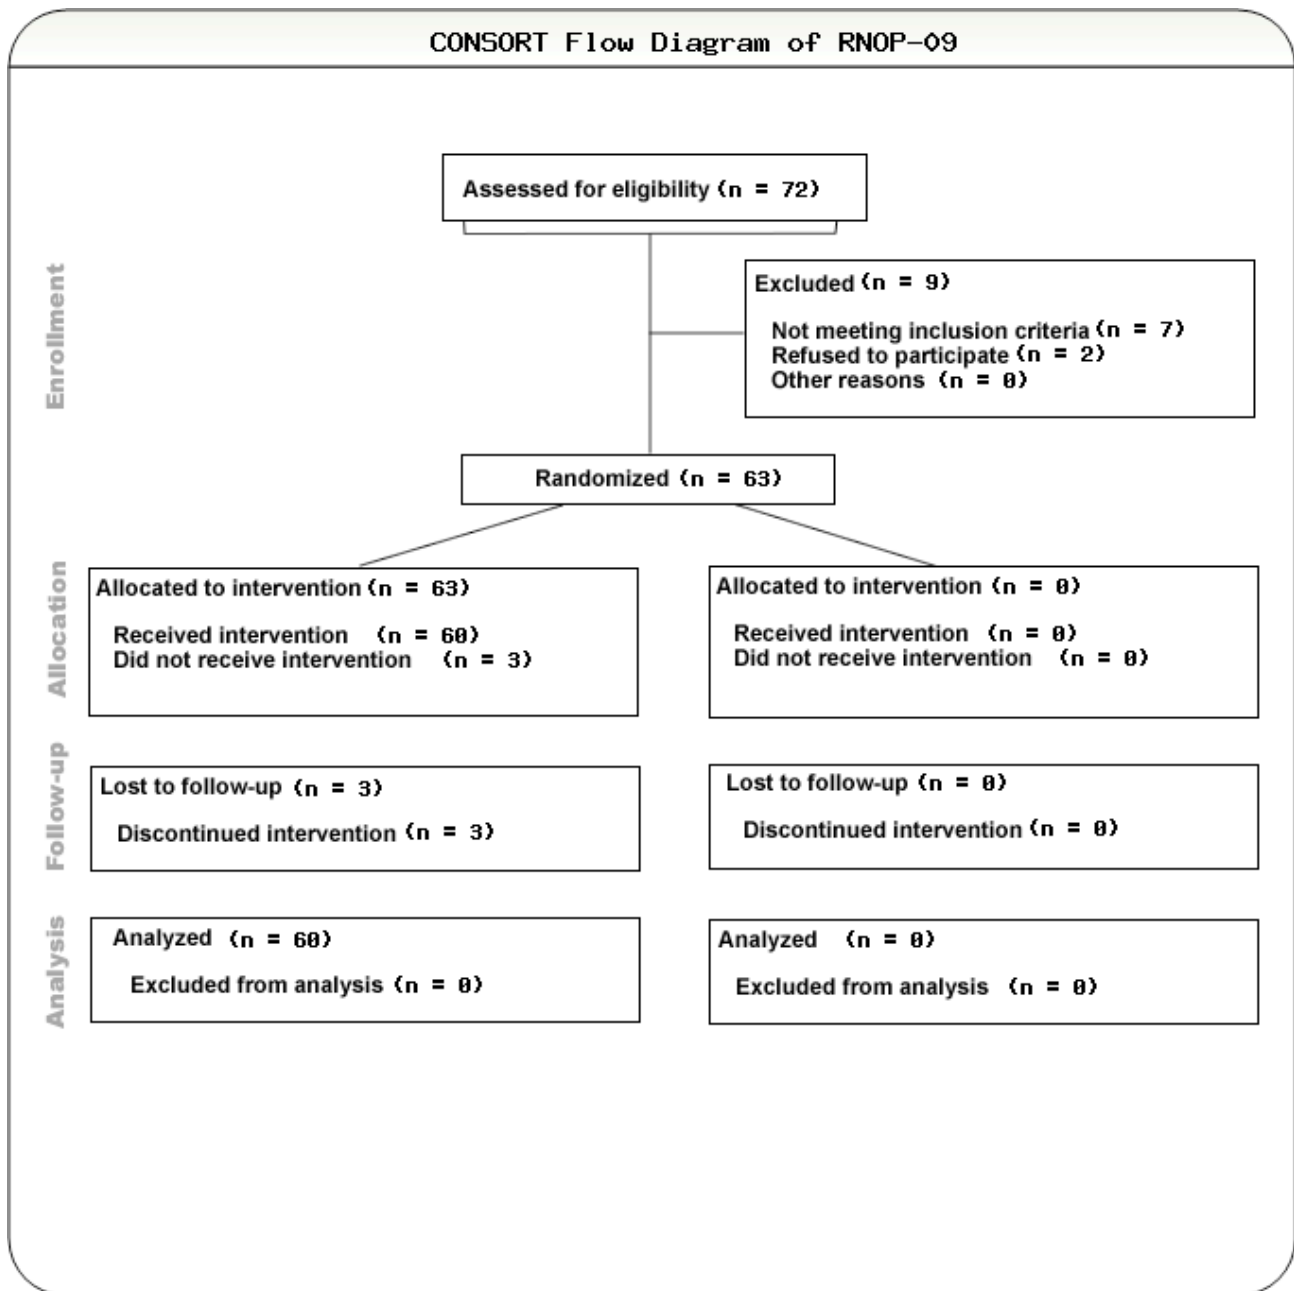 CONSORT Flow Diagram of RNOP-09
Assessed for eligibility (n = 72)
Enrollment
Excluded (n = 9)
Not meeting inclusion criteria (n = 7)
Refused to participate (n = 2)
Other reasons (n = 0)
Randomized (n = 63)
Allocation
Allocated to intervention (n = 63)
Received intervention (n = 60)
Did not receive intervention (n = 3)
Allocated to intervention (n = 0)
Received intervention (n = 0)
Did not receive intervention (n = 0)
Follow-up
Lost to follow-up (n = 3)
Discontinued intervention (n = 3)
Lost to follow-up (n = 0)
Discontinued intervention (n = 0)
Analysis
Analyzed (n = 60)
Excluded from analysis (n = 0)
Analyzed (n = 0)
Excluded from analysis (n = 0)